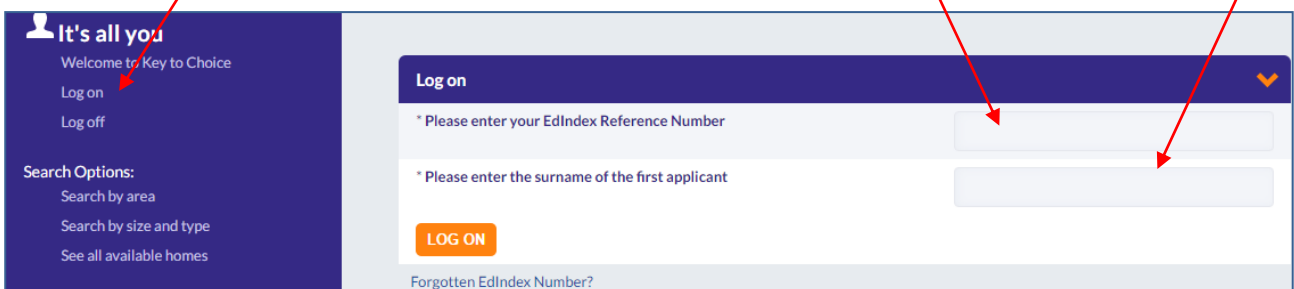 It's all you
Welcome to Key to Choice
Log on
Log off
Search Options:
Search by area
Search by size and type
See all available homes
Log on
* Please enter your EdIndex Reference Number
* Please enter the surname of the first applicant
LOG ON
Forgotten EdIndex Number?